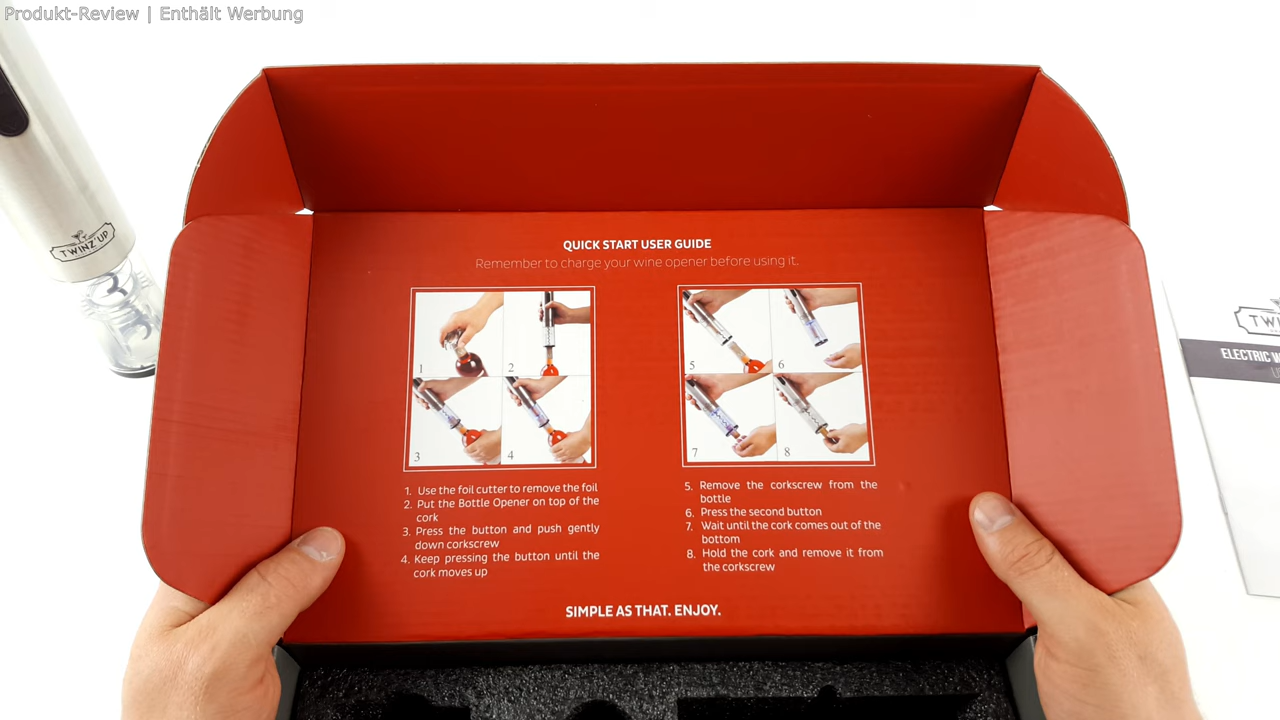 Produkt-Review | Enthält Werbung
TWINZ'UP
QUICK START USER GUIDE
Remember to charge your wine opener before using it.
1
2
3
4
5
6
7
8
1. Use the foil cutter to remove the foil
2. Put the Bottle Opener on top of the
cork
3. Press the button and push gently
down corkscrew
4. Keep pressing the button until the
cork moves up
5. Remove the corkscrew from the
bottle
6. Press the second button
7. Wait until the cork comes out of the
bottom
8. Hold the cork and remove it from
the corkscrew
SIMPLE AS THAT. ENJOY.
ELECTRIC